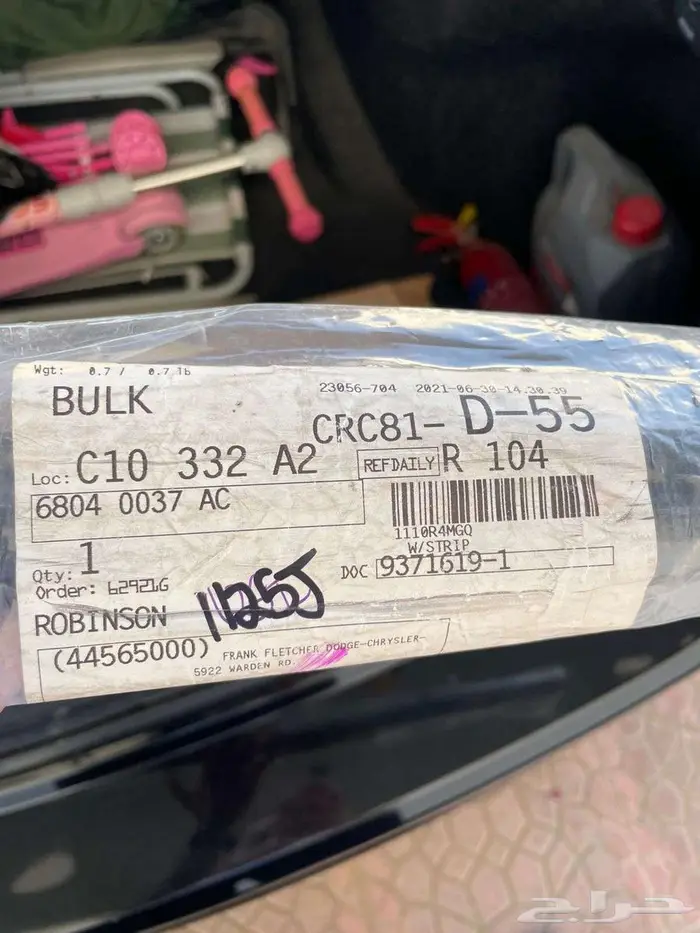 Wgt: 0.7 / 0.7 lb
23056-704 2021-06-30-14.30.39
BULK
CRC81- D-55
Loc: C10 332 A2
REFDAILY R 104
6804 0037 AC
1110R4MGQ
W/STRIP
Qty: 1
DOC 9371619-1
Order: 62921G
ROBINSON
1125J
(44565000) FRANK FLETCHER DODGE-CHRYSLER-
5922 WARDEN RD.
حراج